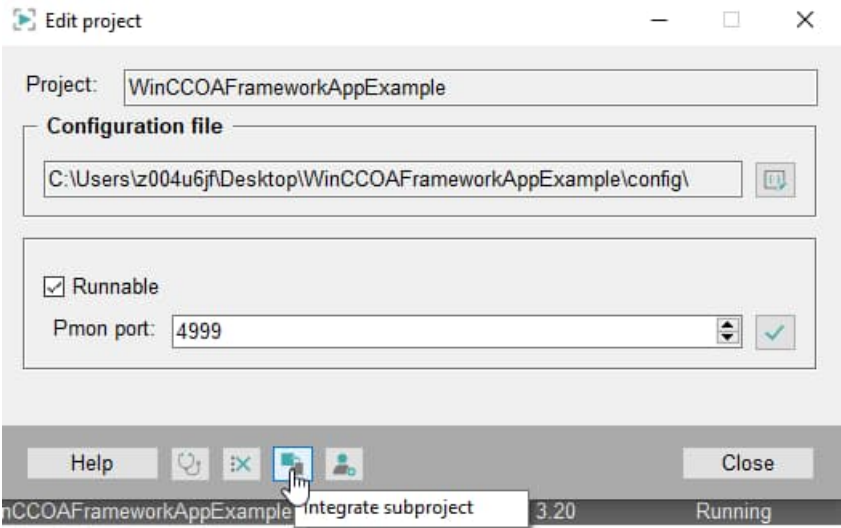 Edit project
Project: WinCCOAFrameworkAppExample
Configuration file
C:\Users\z004u6jf\Desktop\WinCCOAFrameworkAppExample\config\
Runnable
Pmon port: 4999
Help Close
Integrate subproject
nCCOAFrameworkAppExample 3.20 Running